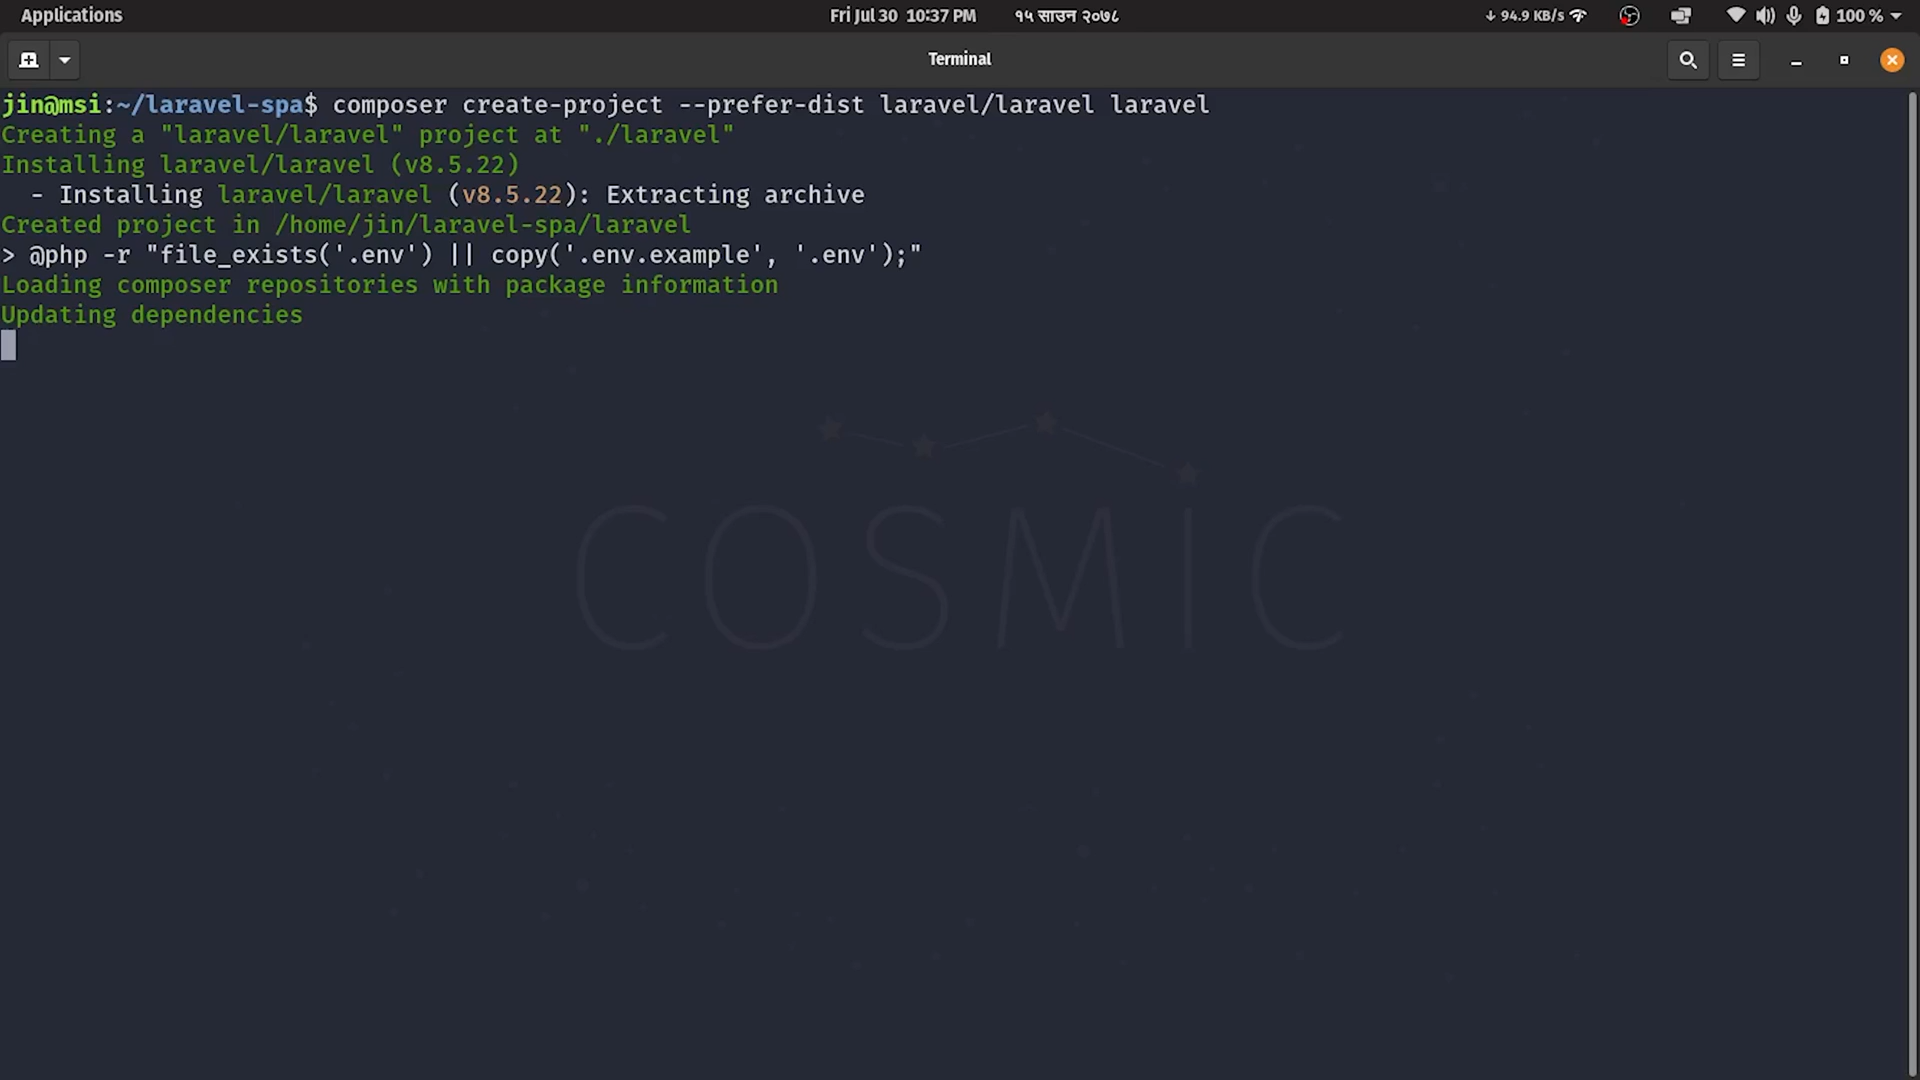 Applications
Fri Jul 30 10:37 PM
१५ साउन २०७८
↓ 94.9 KB/s
100 %
Terminal
jin@msi:~/laravel-spa$ composer create-project --prefer-dist laravel/laravel laravel
Creating a "laravel/laravel" project at "./laravel"
Installing laravel/laravel (v8.5.22)
  - Installing laravel/laravel (v8.5.22): Extracting archive
Created project in /home/jin/laravel-spa/laravel
> @php -r "file_exists('.env') || copy('.env.example', '.env');"
Loading composer repositories with package information
Updating dependencies
COSMIC